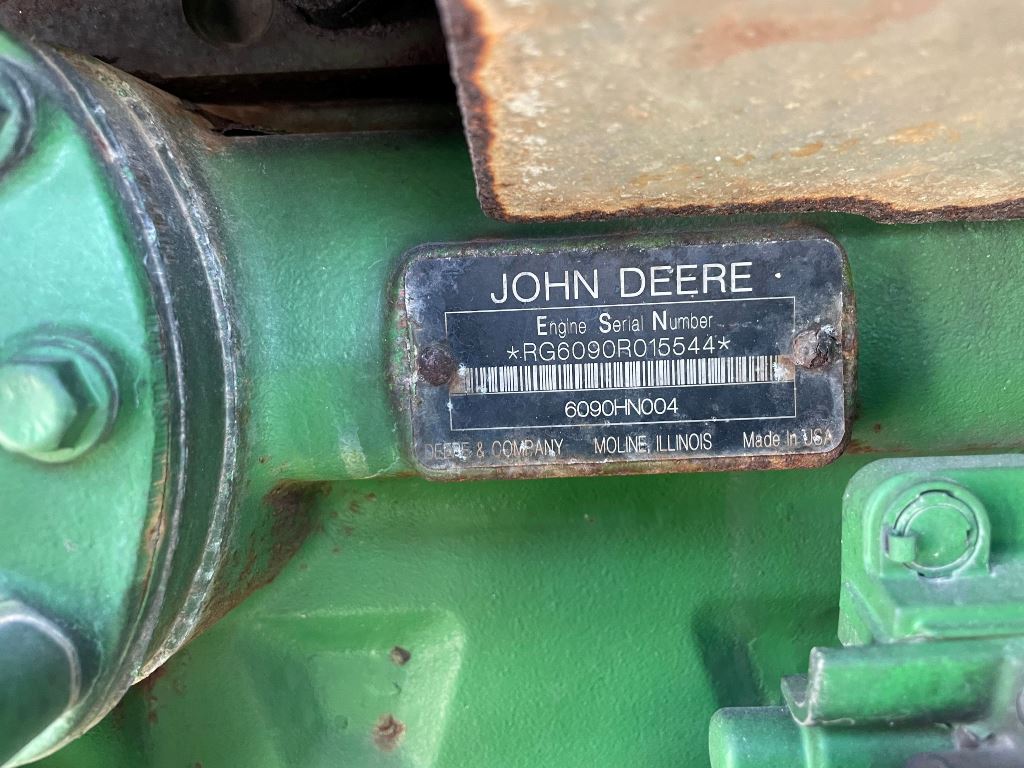 JOHN DEERE
Engine Serial Number
*RG6090R015544*
6090HN004
DEERE & COMPANY MOLINE, ILLINOIS Made In USA